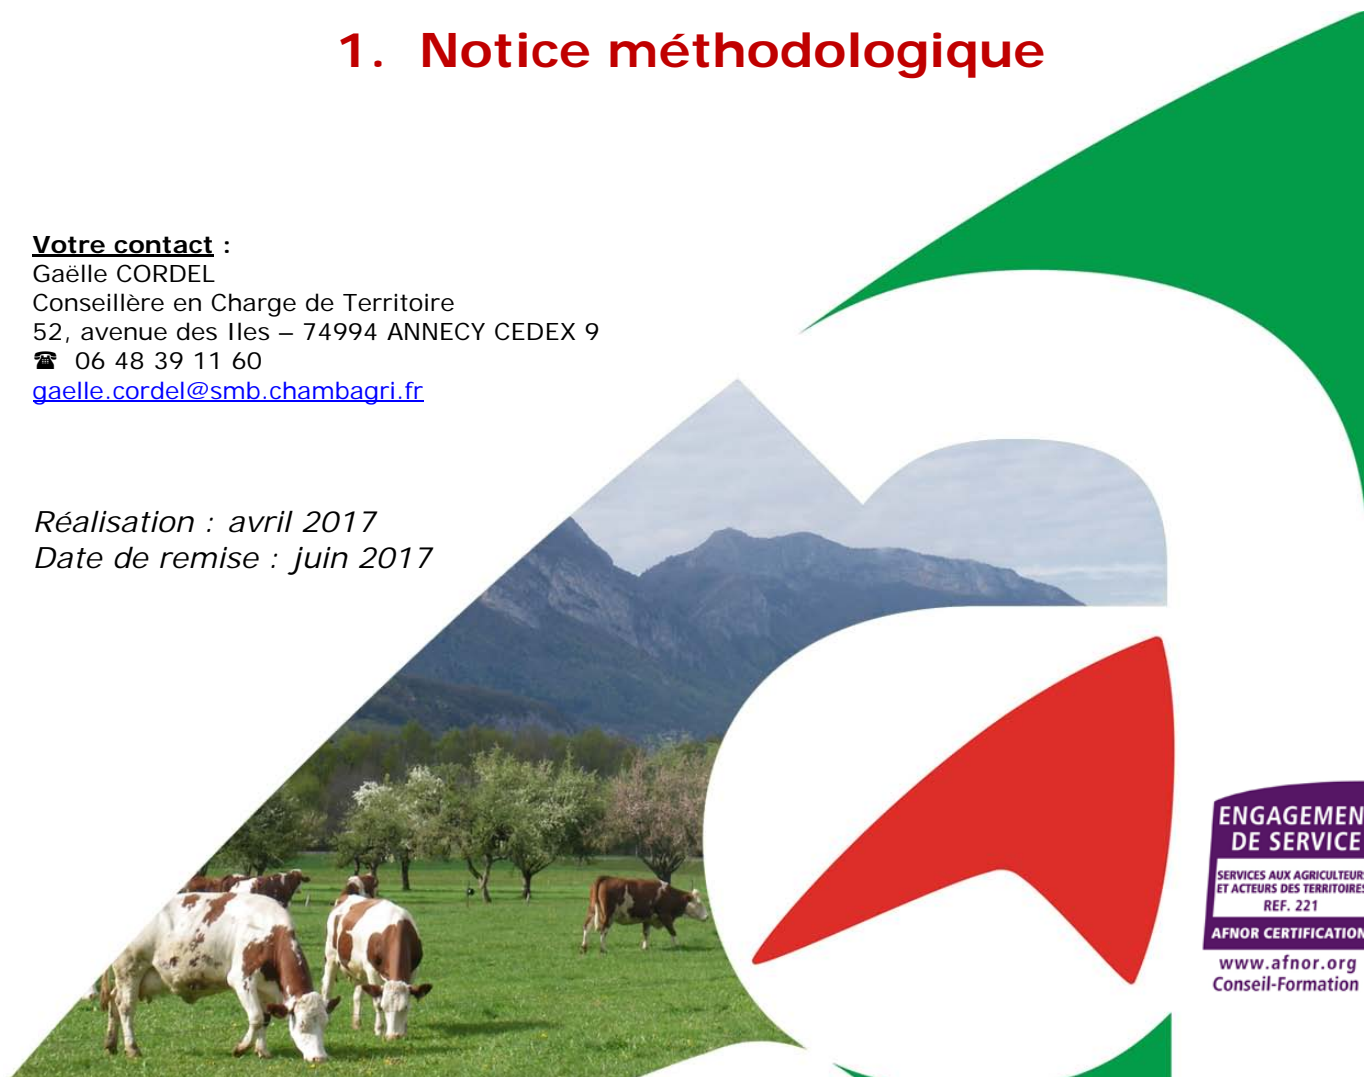 1. Notice méthodologique
Votre contact :
Gaëlle CORDEL
Conseillère en Charge de Territoire
52, avenue des Iles – 74994 ANNECY CEDEX 9
☎ 06 48 39 11 60
gaelle.cordel@smb.chambagri.fr
Réalisation : avril 2017
Date de remise : juin 2017
ENGAGEMEN
DE SERVICE
SERVICES AUX AGRICULTEURS
ET ACTEURS DES TERRITOIRES
REF. 221
AFNOR CERTIFICATION
www.afnor.org
Conseil-Formation